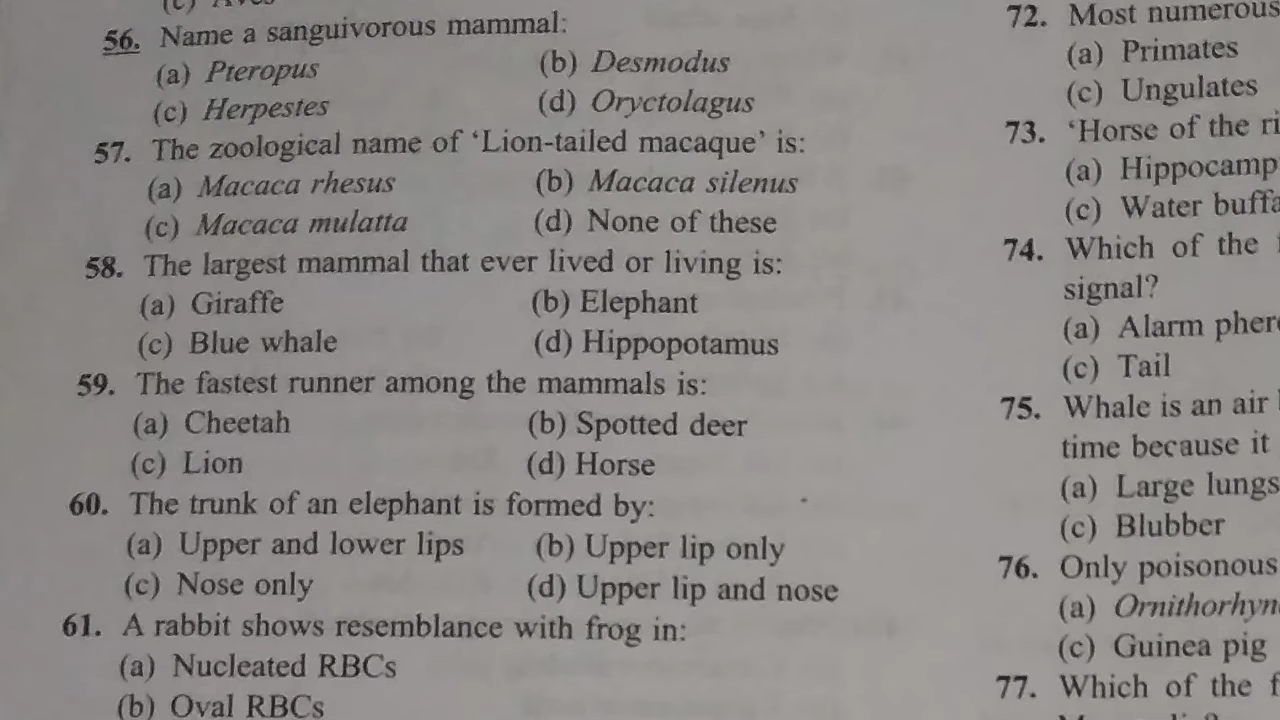 56. Name a sanguivorous mammal:
(a) Pteropus (b) Desmodus
(c) Herpestes (d) Oryctolagus
57. The zoological name of ‘Lion-tailed macaque’ is:
(a) Macaca rhesus (b) Macaca silenus
(c) Macaca mulatta (d) None of these
58. The largest mammal that ever lived or living is:
(a) Giraffe (b) Elephant
(c) Blue whale (d) Hippopotamus
59. The fastest runner among the mammals is:
(a) Cheetah (b) Spotted deer
(c) Lion (d) Horse
60. The trunk of an elephant is formed by:
(a) Upper and lower lips (b) Upper lip only
(c) Nose only (d) Upper lip and nose
61. A rabbit shows resemblance with frog in:
(a) Nucleated RBCs
(b) Oval RBCs
72. Most numerous
(a) Primates
(c) Ungulates
73. ‘Horse of the
(a) Hippocamp
(c) Water
74. Which of the
signal?
(a) Alarm
(c) Tail
75. Whale is an air
time because it
(a) Large lungs
(c) Blubber
76. Only poisonous
(a) Ornithorhyn
(c) Guinea pig
77. Which of the